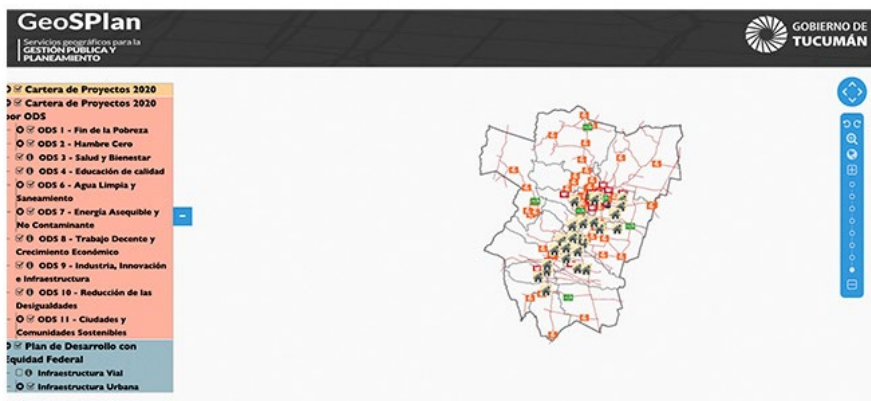 GeoSPlan
Servicios geográficos para la
GESTIÓN PÚBLICA Y
PLANEAMIENTO
GOBIERNO DE
TUCUMÁN
Cartera de Proyectos 2020
Cartera de Proyectos 2020
por ODS
ODS 1 - Fin de la Pobreza
ODS 2 - Hambre Cero
ODS 3 - Salud y Bienestar
ODS 4 - Educación de calidad
ODS 6 - Agua Limpia y
Saneamiento
ODS 7 - Energía Asequible y
No Contaminante
ODS 8 - Trabajo Decente y
Crecimiento Económico
ODS 9 - Industria, Innovación
e Infraestructura
ODS 10 - Reducción de las
Desigualdades
ODS 11 - Ciudades y
Comunidades Sostenibles
Plan de Desarrollo con
Equidad Federal
Infraestructura Vial
Infraestructura Urbana